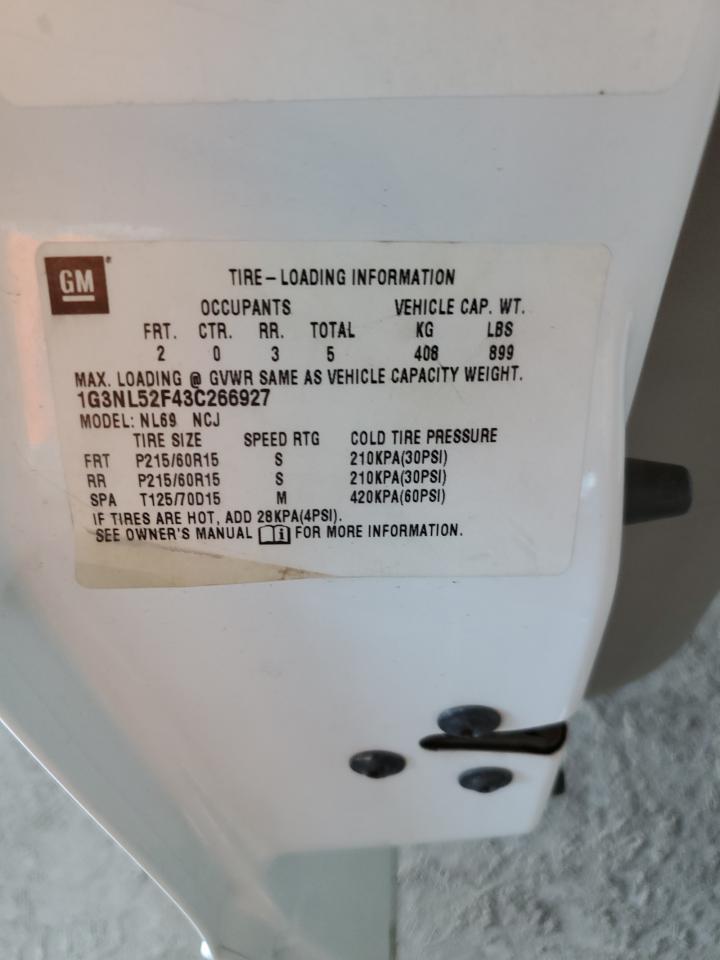 GM
TIRE-LOADING INFORMATION
OCCUPANTS VEHICLE CAP. WT.
FRT. CTR. RR. TOTAL KG LBS
2 0 3 5 408 899
MAX. LOADING @ GVWR SAME AS VEHICLE CAPACITY WEIGHT.
1G3NL52F43C266927
MODEL: NL69 NCJ
TIRE SIZE SPEED RTG COLD TIRE PRESSURE
FRT P215/60R15 S 210KPA(30PSI)
RR P215/60R15 S 210KPA(30PSI)
SPA T125/70D15 M 420KPA(60PSI)
IF TIRES ARE HOT, ADD 28KPA(4PSI).
SEE OWNER'S MANUAL i FOR MORE INFORMATION.